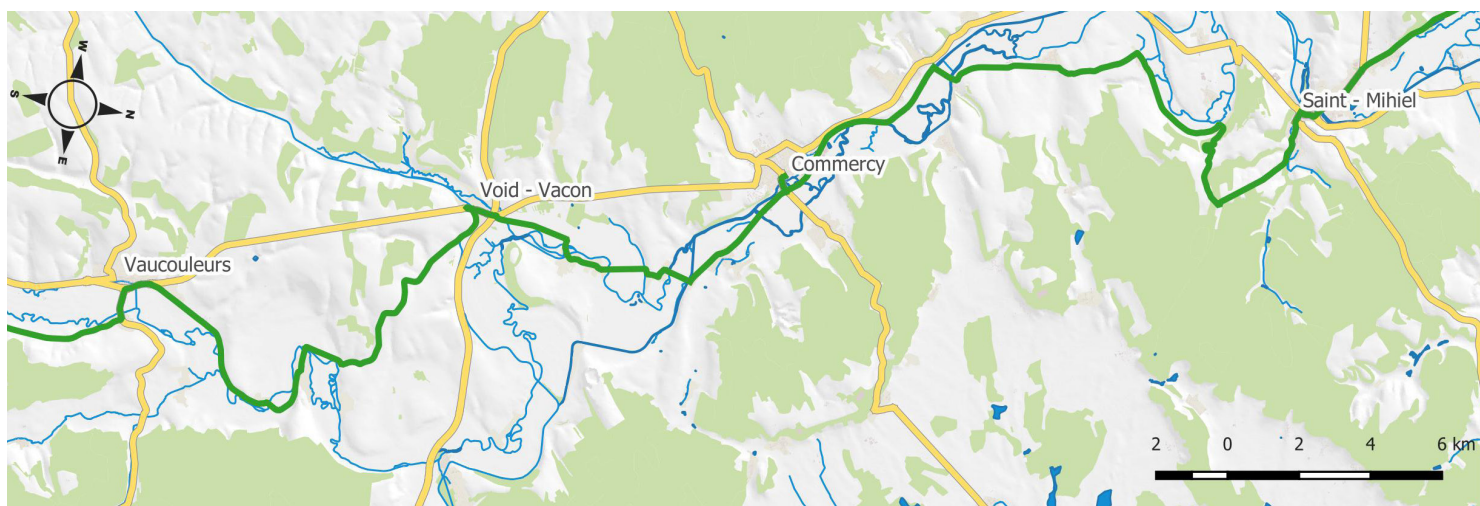 W
S
N
E
Saint - Mihiel
Commercy
Void - Vacon
Vaucouleurs
2 0 2 4 6 km